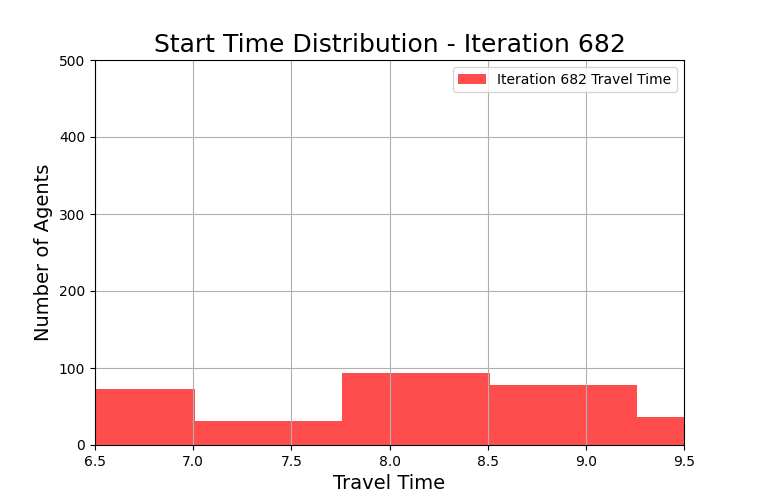 Start Time Distribution - Iteration 682
500
400
300
200
100
0
Number of Agents
Iteration 682 Travel Time
6.5 7.0 7.5 8.0 8.5 9.0 9.5
Travel Time